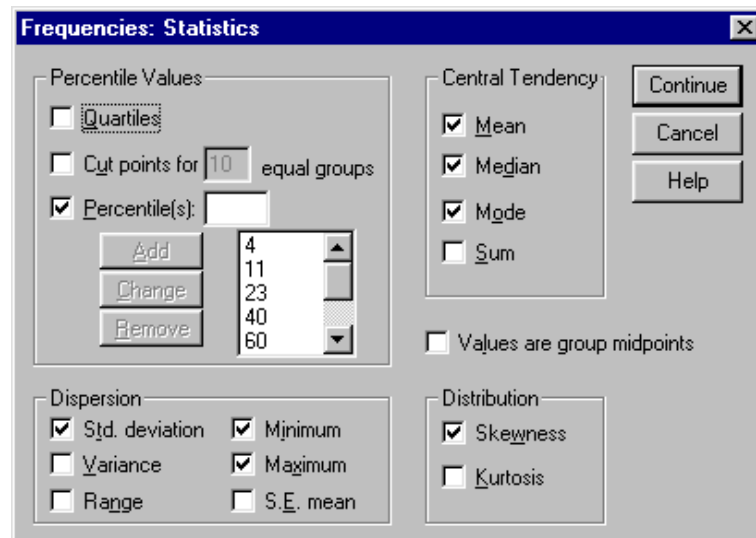 Frequencies: Statistics
Percentile Values
Quartiles
Cut points for 10 equal groups
Percentile(s):
Add
Change
Remove
4
11
23
40
60
Central Tendency
Mean
Median
Mode
Sum
Continue
Cancel
Help
Values are group midpoints
Dispersion
Std. deviation
Minimum
Variance
Maximum
Range
S.E. mean
Distribution
Skewness
Kurtosis